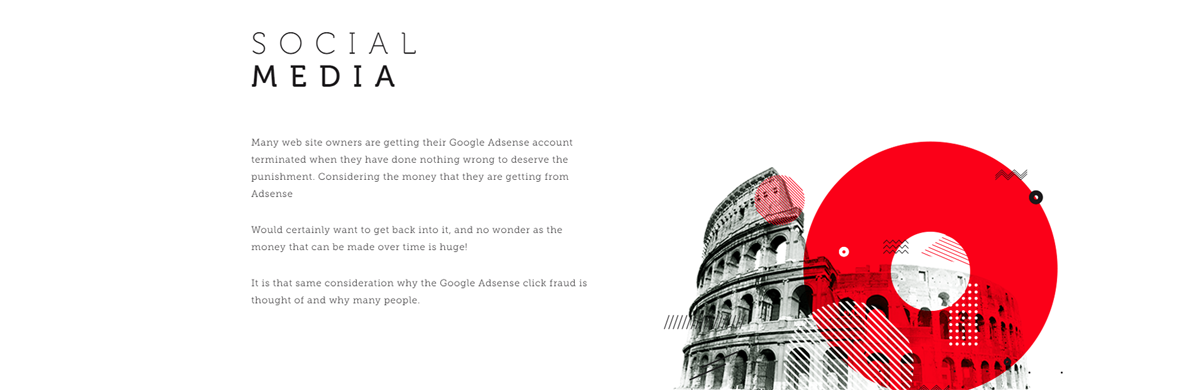 SOCIAL
MEDIA
Many web site owners are getting their Google Adsense account
terminated when they have done nothing wrong to deserve the
punishment. Considering the money that they are getting from
Adsense
Would certainly want to get back into it, and no wonder as the
money that can be made over time is huge!
It is that same consideration why the Google Adsense click fraud is
thought of and why many people.